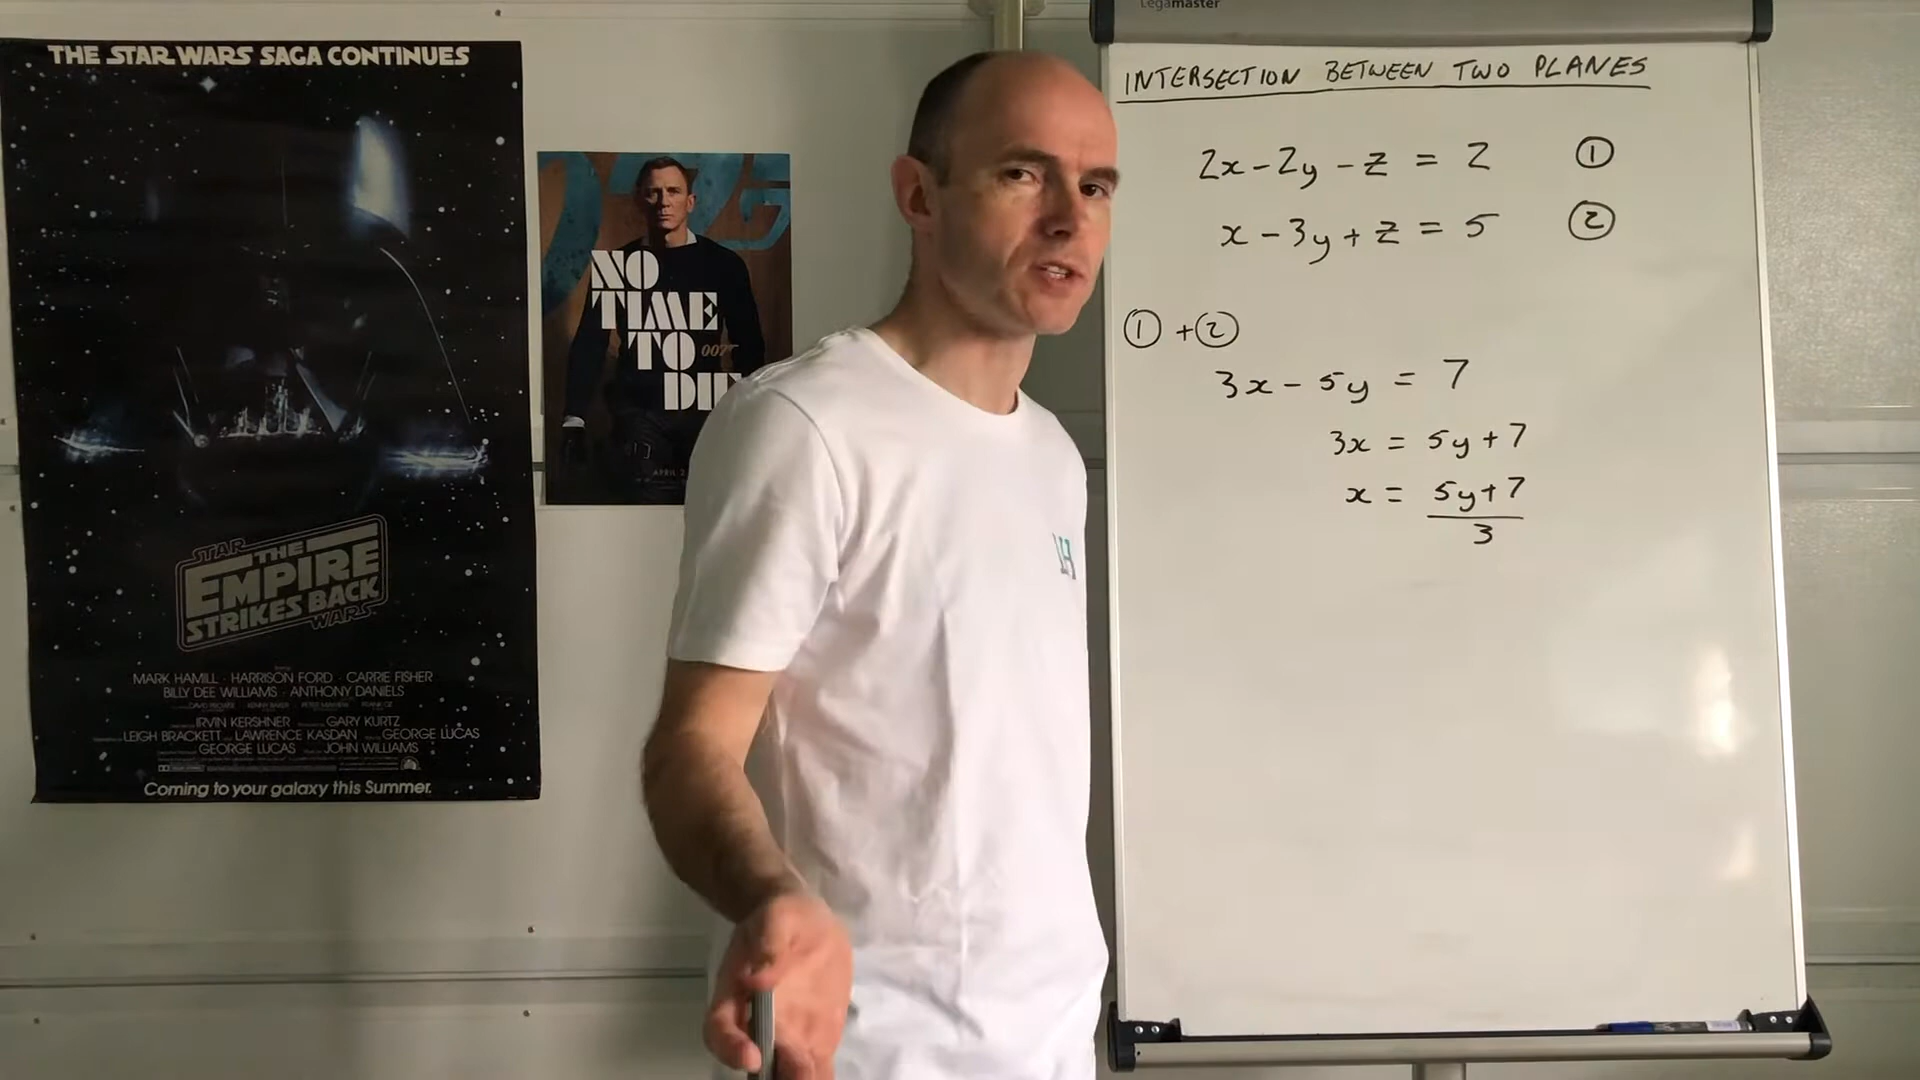 THE STAR WARS SAGA CONTINUES
STAR
THE
EMPIRE
STRIKES BACK
WARS
MARK HAMILL · HARRISON FORD · CARRIE FISHER
BILLY DEE WILLIAMS · ANTHONY DANIELS
IRVIN KERSHNER GARY KURTZ
LEIGH BRACKETT LAWRENCE KASDAN GEORGE LUCAS
GEORGE LUCAS JOHN WILLIAMS
Coming to your galaxy this Summer.
NO
TIME
TO
007
APRIL
Legamaster
INTERSECTION BETWEEN TWO PLANES
2x - 2y - z = 2 ①
x - 3y + z = 5 ②
① + ②
3x - 5y = 7
3x = 5y + 7
x = 5y + 7
3